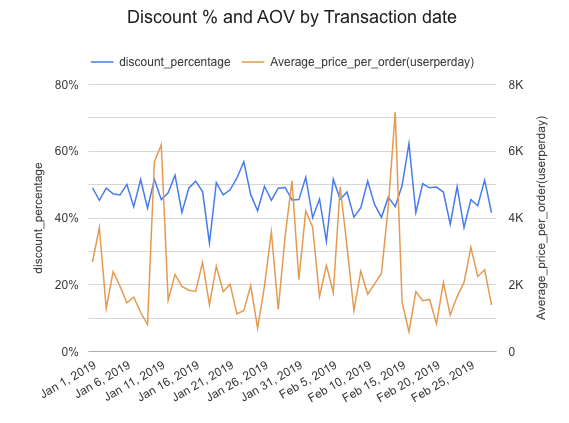 Discount % and AOV by Transaction date
discount_percentage
Average_price_per_order(userperday)
80%
60%
40%
20%
0%
8K
6K
4K
2K
0
discount_percentage
Average_price_per_order(userperday)
Jan 1, 2019
Jan 6, 2019
Jan 11, 2019
Jan 16, 2019
Jan 21, 2019
Jan 26, 2019
Jan 31, 2019
Feb 5, 2019
Feb 10, 2019
Feb 15, 2019
Feb 20, 2019
Feb 25, 2019